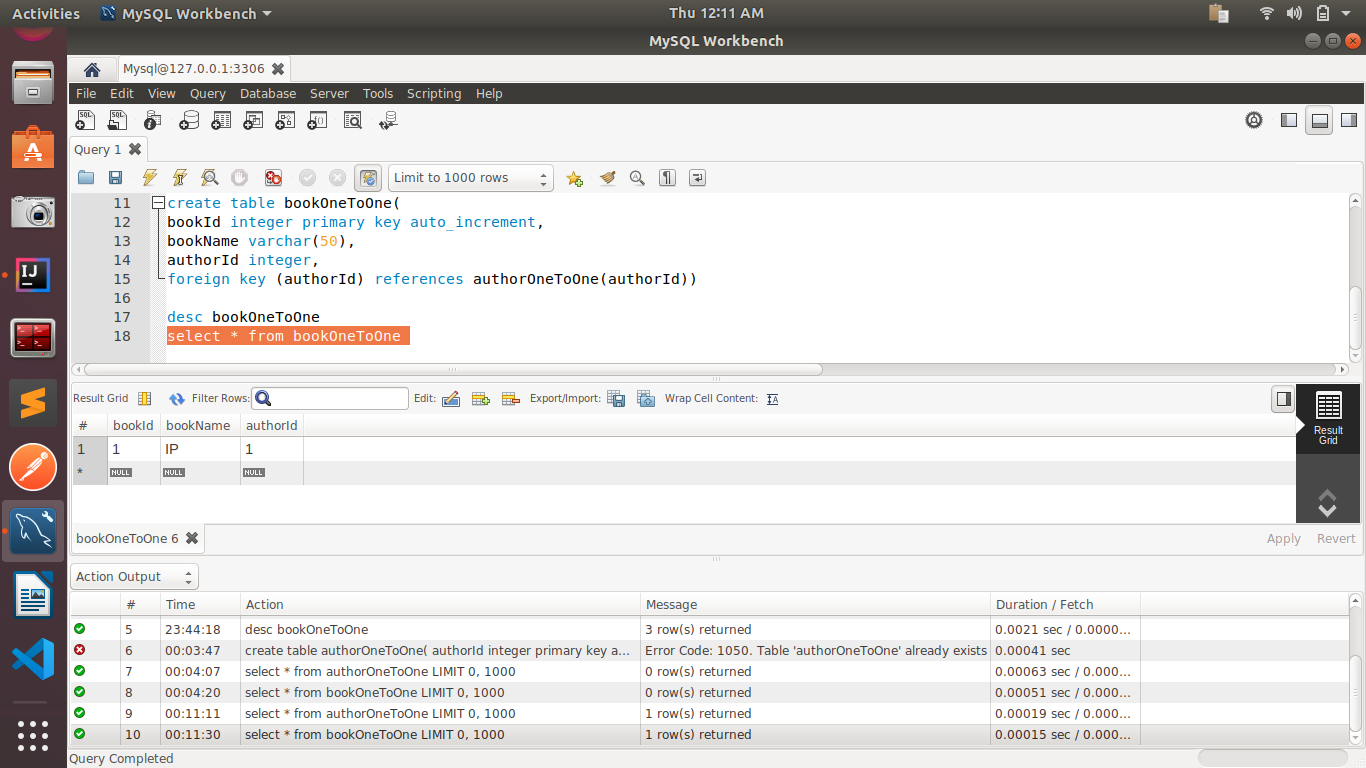 Activities MySQL Workbench Thu 12:11 AM
MySQL Workbench
Mysql@127.0.0.1:3306
File Edit View Query Database Server Tools Scripting Help
Query 1
Limit to 1000 rows
11 create table bookOneToOne(
12 bookId integer primary key auto_increment,
13 bookName varchar(50),
14 authorId integer,
15 foreign key (authorId) references authorOneToOne(authorId))
16
17 desc bookOneToOne
18 select * from bookOneToOne
Result Grid Filter Rows: Edit: Export/Import: Wrap Cell Content:
Result
Grid
# bookId bookName authorId
1 1 IP 1
* NULL NULL NULL
bookOneToOne 6 Apply Revert
Action Output
# Time Action Message Duration / Fetch
5 23:44:18 desc bookOneToOne 3 row(s) returned 0.0021 sec / 0.0000...
6 00:03:47 create table authorOneToOne( authorId integer primary key a... Error Code: 1050. Table 'authorOneToOne' already exists 0.00041 sec
7 00:04:07 select * from authorOneToOne LIMIT 0, 1000 0 row(s) returned 0.00063 sec / 0.000...
8 00:04:20 select * from bookOneToOne LIMIT 0, 1000 0 row(s) returned 0.00051 sec / 0.000...
9 00:11:11 select * from authorOneToOne LIMIT 0, 1000 1 row(s) returned 0.00019 sec / 0.000...
10 00:11:30 select * from bookOneToOne LIMIT 0, 1000 1 row(s) returned 0.00015 sec / 0.000...
Query Completed